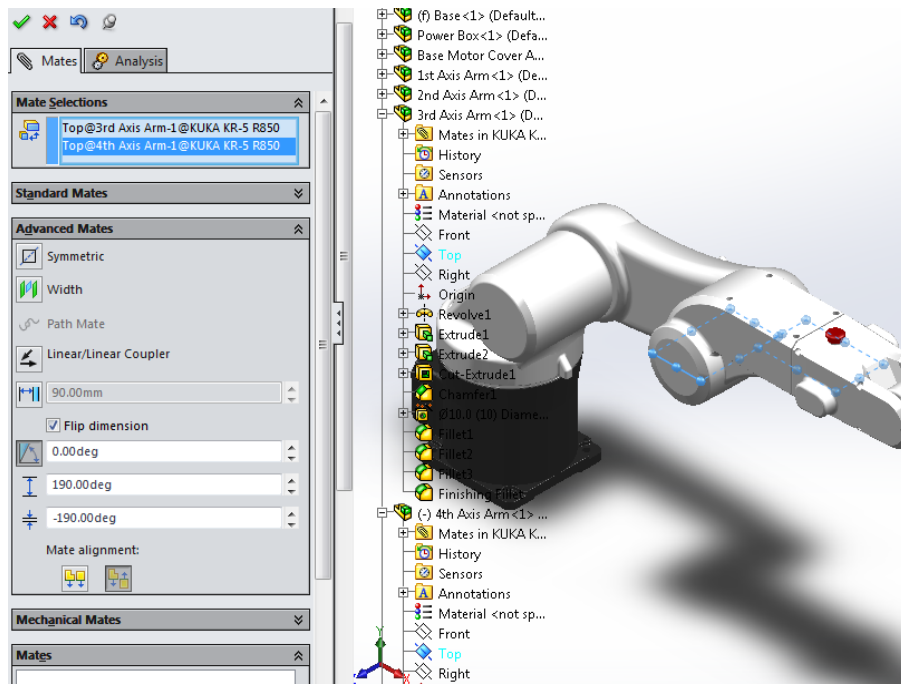 Mates
Analysis
Mate Selections
Top@3rd Axis Arm-1@KUKA KR-5 R850
Top@4th Axis Arm-1@KUKA KR-5 R850
Standard Mates
Advanced Mates
Symmetric
Width
Path Mate
Linear/Linear Coupler
90.00mm
Flip dimension
0.00deg
190.00deg
-190.00deg
Mate alignment:
Mechanical Mates
Mates
(f) Base<1> (Default...
Power Box<1> (Defa...
Base Motor Cover A...
1st Axis Arm<1> (De...
2nd Axis Arm<1> (D...
3rd Axis Arm<1> (D...
Mates in KUKA K...
History
Sensors
Annotations
Material <not sp...
Front
Top
Right
Origin
Revolve1
Extrude1
Extrude2
Cut-Extrude1
Chamfer1
Ø10.0 (10) Diame...
Fillet1
Fillet2
Fillet3
Finishing Fillet
(-) 4th Axis Arm<1> ...
Mates in KUKA K...
History
Sensors
Annotations
Material <not sp...
Front
Top
Right
Y
X